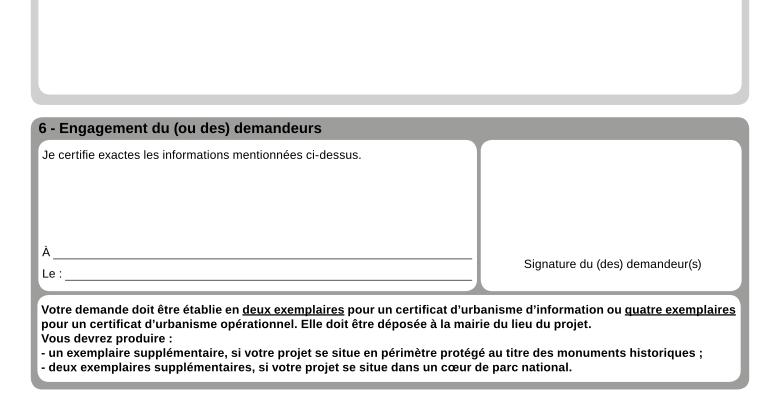 6 - Engagement du (ou des) demandeurs
Je certifie exactes les informations mentionnées ci-dessus.
À
Le :
Signature du (des) demandeur(s)
Votre demande doit être établie en deux exemplaires pour un certificat d’urbanisme d’information ou quatre exemplaires
pour un certificat d’urbanisme opérationnel. Elle doit être déposée à la mairie du lieu du projet.
Vous devrez produire :
- un exemplaire supplémentaire, si votre projet se situe en périmètre protégé au titre des monuments historiques ;
- deux exemplaires supplémentaires, si votre projet se situe dans un cœur de parc national.